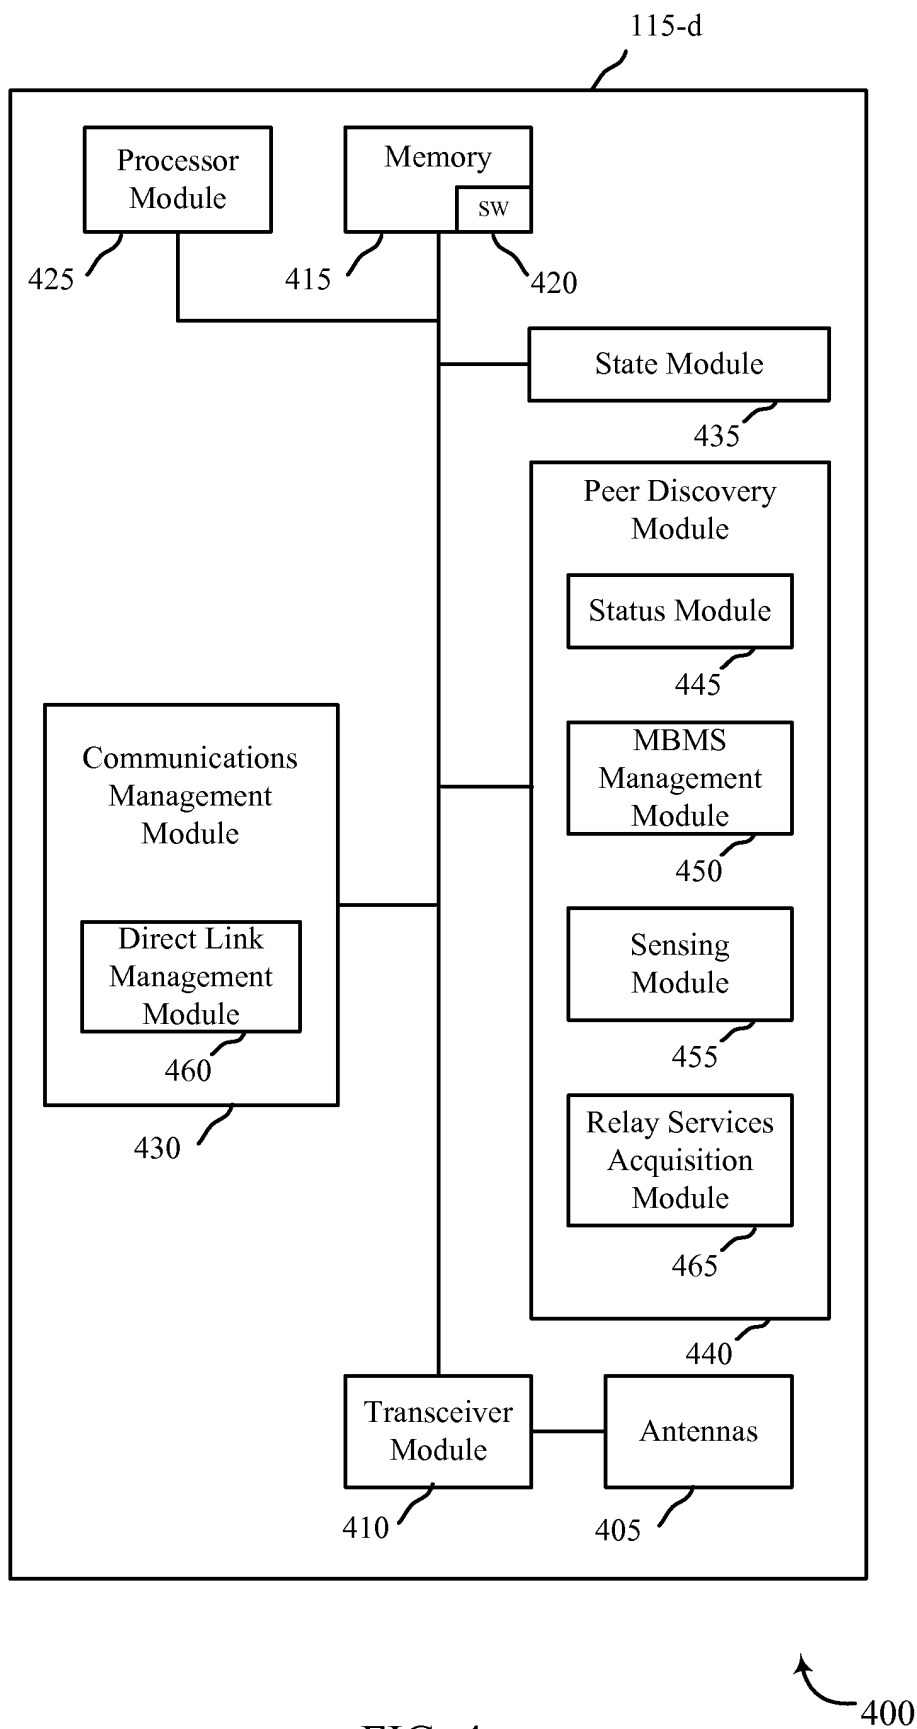 115-d
Processor
Module
425
Memory
SW
415
420
State Module
435
Peer Discovery
Module
Status Module
445
MBMS
Management
Module
450
Sensing
Module
455
Relay Services
Acquisition
Module
465
440
Communications
Management
Module
Direct Link
Management
Module
460
430
Transceiver
Module
410
Antennas
405
400
FIG. 4